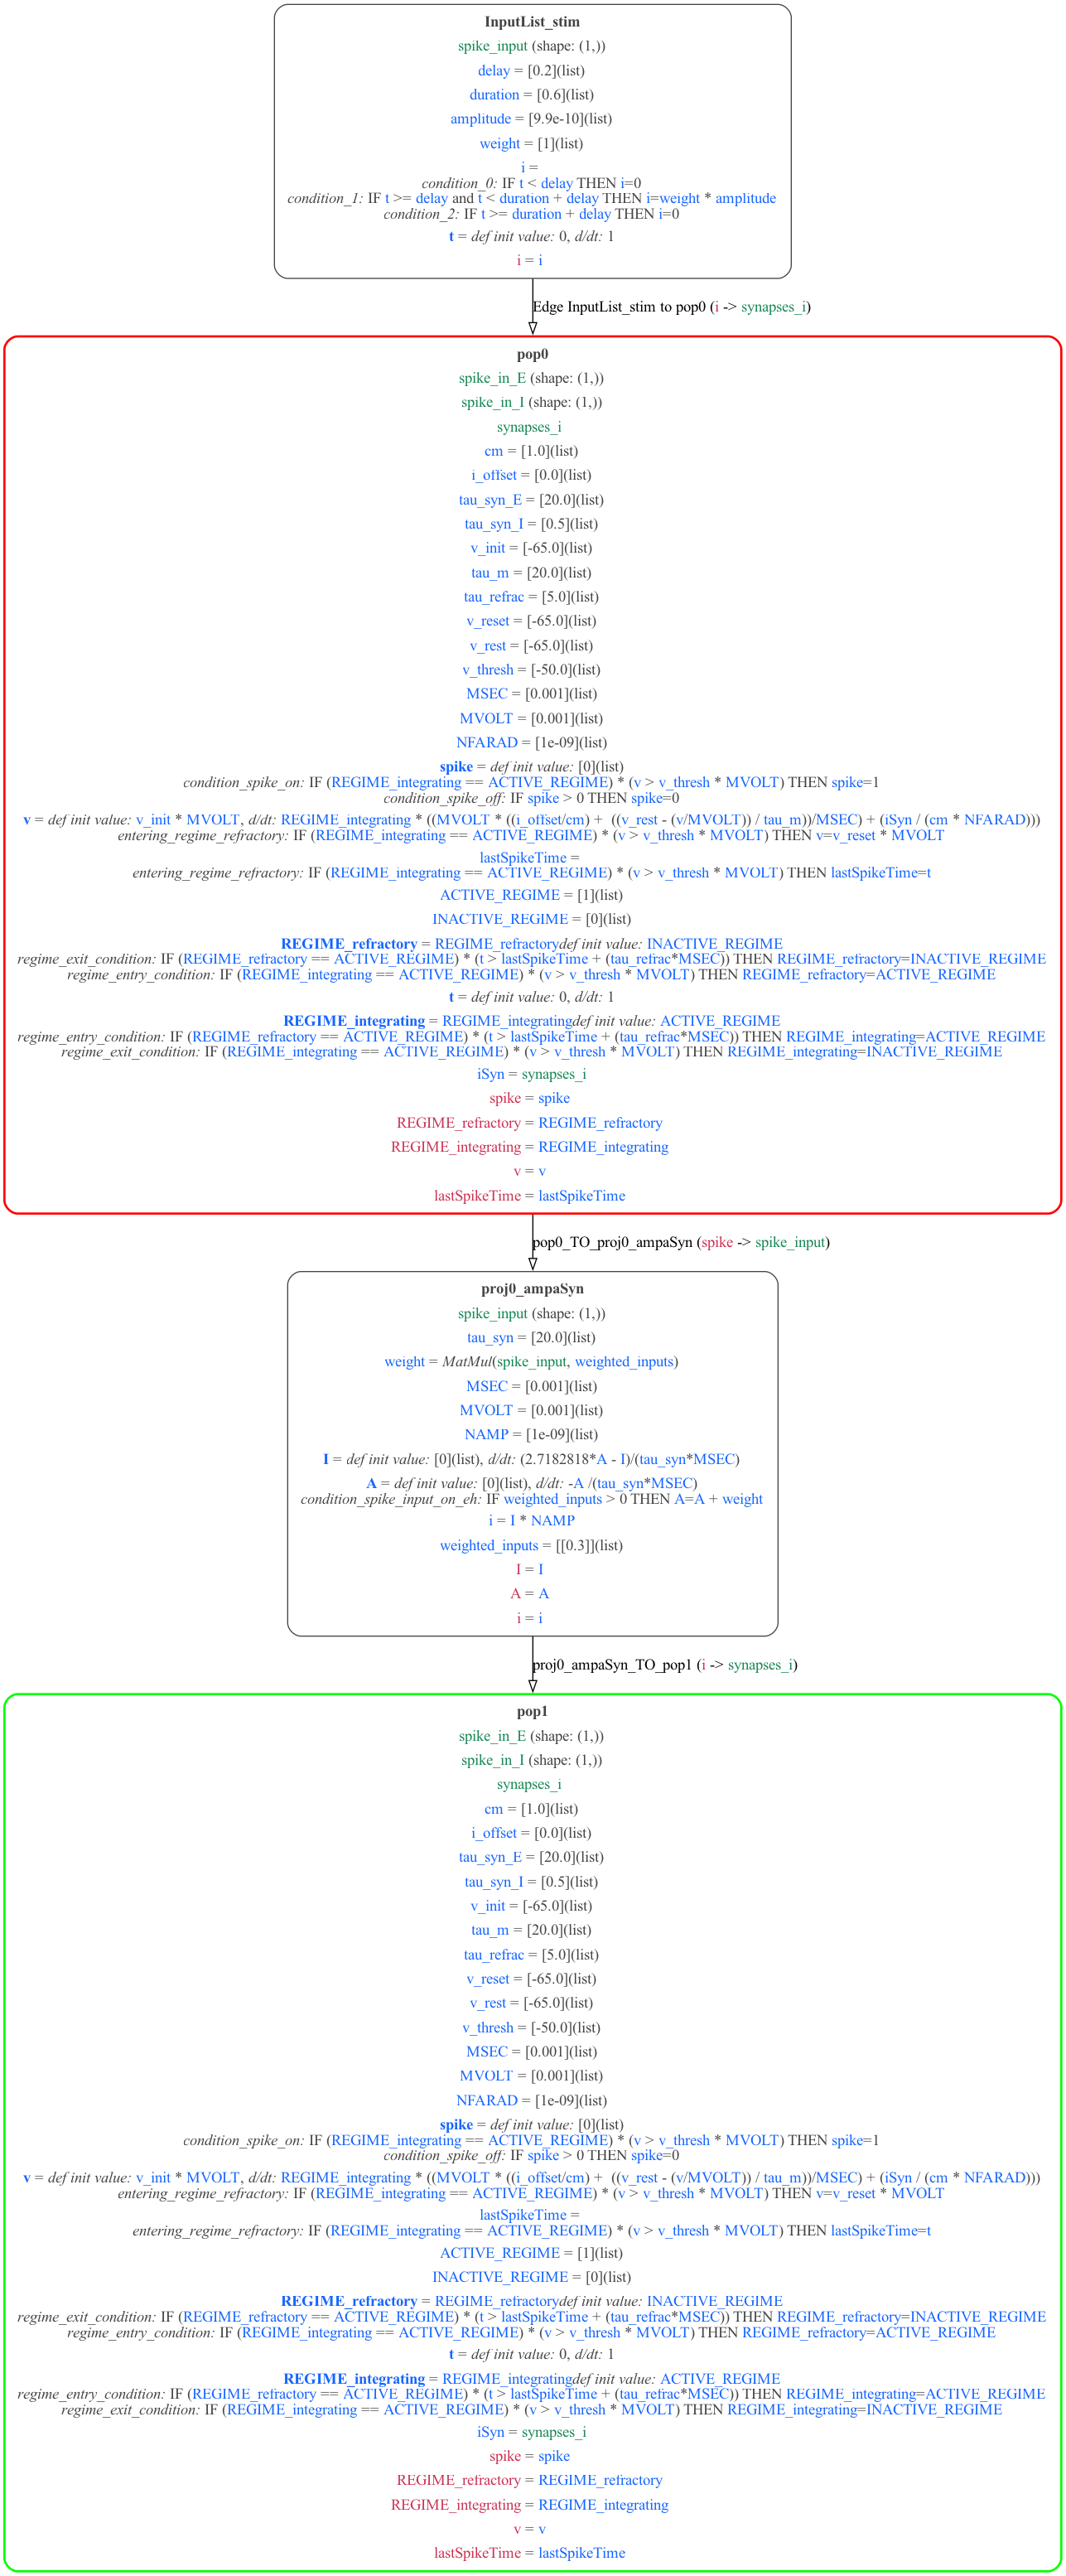 InputList_stim
spike_input (shape: (1,))
delay = [0.2](list)
duration = [0.6](list)
amplitude = [9.9e-10](list)
weight = [1](list)
i =
condition_0: IF t < delay THEN i=0
condition_1: IF t >= delay and t < duration + delay THEN i=weight * amplitude
condition_2: IF t >= duration + delay THEN i=0
t = def init value: 0, d/dt: 1
i = i
Edge InputList_stim to pop0 (i -> synapses_i)
pop0
spike_in_E (shape: (1,))
spike_in_I (shape: (1,))
synapses_i
cm = [1.0](list)
i_offset = [0.0](list)
tau_syn_E = [20.0](list)
tau_syn_I = [0.5](list)
v_init = [-65.0](list)
tau_m = [20.0](list)
tau_refrac = [5.0](list)
v_reset = [-65.0](list)
v_rest = [-65.0](list)
v_thresh = [-50.0](list)
MSEC = [0.001](list)
MVOLT = [0.001](list)
NFARAD = [1e-09](list)
spike = def init value: [0](list)
condition_spike_on: IF (REGIME_integrating == ACTIVE_REGIME) * (v > v_thresh * MVOLT) THEN spike=1
condition_spike_off: IF spike > 0 THEN spike=0
v = def init value: v_init * MVOLT, d/dt: REGIME_integrating * ((MVOLT * ((i_offset/cm) + ((v_rest - (v/MVOLT)) / tau_m))/MSEC) + (iSyn / (cm * NFARAD)))
entering_regime_refractory: IF (REGIME_integrating == ACTIVE_REGIME) * (v > v_thresh * MVOLT) THEN v=v_reset * MVOLT
lastSpikeTime =
entering_regime_refractory: IF (REGIME_integrating == ACTIVE_REGIME) * (v > v_thresh * MVOLT) THEN lastSpikeTime=t
ACTIVE_REGIME = [1](list)
INACTIVE_REGIME = [0](list)
REGIME_refractory = REGIME_refractorydef init value: INACTIVE_REGIME
regime_exit_condition: IF (REGIME_refractory == ACTIVE_REGIME) * (t > lastSpikeTime + (tau_refrac*MSEC)) THEN REGIME_refractory=INACTIVE_REGIME
regime_entry_condition: IF (REGIME_integrating == ACTIVE_REGIME) * (v > v_thresh * MVOLT) THEN REGIME_refractory=ACTIVE_REGIME
t = def init value: 0, d/dt: 1
REGIME_integrating = REGIME_integratingdef init value: ACTIVE_REGIME
regime_entry_condition: IF (REGIME_refractory == ACTIVE_REGIME) * (t > lastSpikeTime + (tau_refrac*MSEC)) THEN REGIME_integrating=ACTIVE_REGIME
regime_exit_condition: IF (REGIME_integrating == ACTIVE_REGIME) * (v > v_thresh * MVOLT) THEN REGIME_integrating=INACTIVE_REGIME
iSyn = synapses_i
spike = spike
REGIME_refractory = REGIME_refractory
REGIME_integrating = REGIME_integrating
v = v
lastSpikeTime = lastSpikeTime
pop0_TO_proj0_ampaSyn (spike -> spike_input)
proj0_ampaSyn
spike_input (shape: (1,))
tau_syn = [20.0](list)
weight = MatMul(spike_input, weighted_inputs)
MSEC = [0.001](list)
MVOLT = [0.001](list)
NAMP = [1e-09](list)
I = def init value: [0](list), d/dt: (2.7182818*A - I)/(tau_syn*MSEC)
A = def init value: [0](list), d/dt: -A /(tau_syn*MSEC)
condition_spike_input_on_eh: IF weighted_inputs > 0 THEN A=A + weight
i = I * NAMP
weighted_inputs = [[0.3]](list)
I = I
A = A
i = i
proj0_ampaSyn_TO_pop1 (i -> synapses_i)
pop1
spike_in_E (shape: (1,))
spike_in_I (shape: (1,))
synapses_i
cm = [1.0](list)
i_offset = [0.0](list)
tau_syn_E = [20.0](list)
tau_syn_I = [0.5](list)
v_init = [-65.0](list)
tau_m = [20.0](list)
tau_refrac = [5.0](list)
v_reset = [-65.0](list)
v_rest = [-65.0](list)
v_thresh = [-50.0](list)
MSEC = [0.001](list)
MVOLT = [0.001](list)
NFARAD = [1e-09](list)
spike = def init value: [0](list)
condition_spike_on: IF (REGIME_integrating == ACTIVE_REGIME) * (v > v_thresh * MVOLT) THEN spike=1
condition_spike_off: IF spike > 0 THEN spike=0
v = def init value: v_init * MVOLT, d/dt: REGIME_integrating * ((MVOLT * ((i_offset/cm) + ((v_rest - (v/MVOLT)) / tau_m))/MSEC) + (iSyn / (cm * NFARAD)))
entering_regime_refractory: IF (REGIME_integrating == ACTIVE_REGIME) * (v > v_thresh * MVOLT) THEN v=v_reset * MVOLT
lastSpikeTime =
entering_regime_refractory: IF (REGIME_integrating == ACTIVE_REGIME) * (v > v_thresh * MVOLT) THEN lastSpikeTime=t
ACTIVE_REGIME = [1](list)
INACTIVE_REGIME = [0](list)
REGIME_refractory = REGIME_refractorydef init value: INACTIVE_REGIME
regime_exit_condition: IF (REGIME_refractory == ACTIVE_REGIME) * (t > lastSpikeTime + (tau_refrac*MSEC)) THEN REGIME_refractory=INACTIVE_REGIME
regime_entry_condition: IF (REGIME_integrating == ACTIVE_REGIME) * (v > v_thresh * MVOLT) THEN REGIME_refractory=ACTIVE_REGIME
t = def init value: 0, d/dt: 1
REGIME_integrating = REGIME_integratingdef init value: ACTIVE_REGIME
regime_entry_condition: IF (REGIME_refractory == ACTIVE_REGIME) * (t > lastSpikeTime + (tau_refrac*MSEC)) THEN REGIME_integrating=ACTIVE_REGIME
regime_exit_condition: IF (REGIME_integrating == ACTIVE_REGIME) * (v > v_thresh * MVOLT) THEN REGIME_integrating=INACTIVE_REGIME
iSyn = synapses_i
spike = spike
REGIME_refractory = REGIME_refractory
REGIME_integrating = REGIME_integrating
v = v
lastSpikeTime = lastSpikeTime